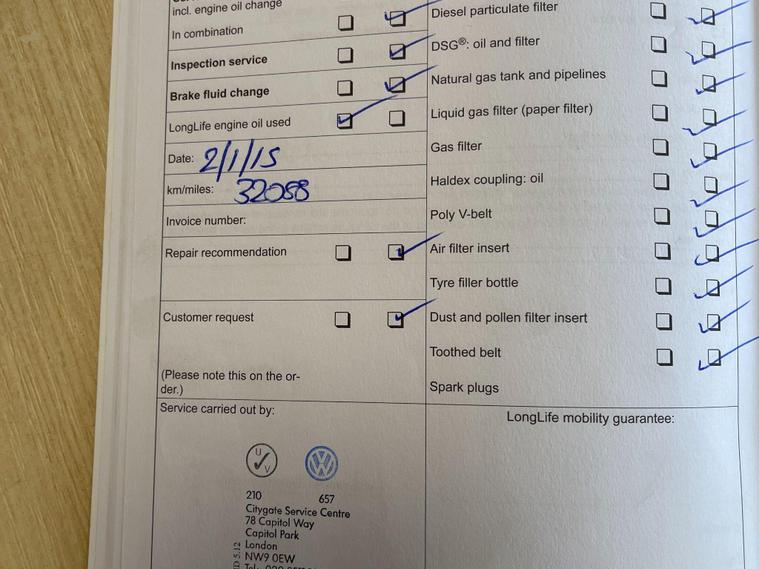 incl. engine oil change
In combination
Inspection service
Brake fluid change
LongLife engine oil used
Date: 2/1/15
km/miles: 32058
Invoice number:
Repair recommendation
Customer request
(Please note this on the or-
der.)
Diesel particulate filter
DSG®: oil and filter
Natural gas tank and pipelines
Liquid gas filter (paper filter)
Gas filter
Haldex coupling: oil
Poly V-belt
Air filter insert
Tyre filler bottle
Dust and pollen filter insert
Toothed belt
Spark plugs
Service carried out by:
U
V
210 657
Citygate Service Centre
78 Capitol Way
Capitol Park
London
NW9 0EW
LongLife mobility guarantee: